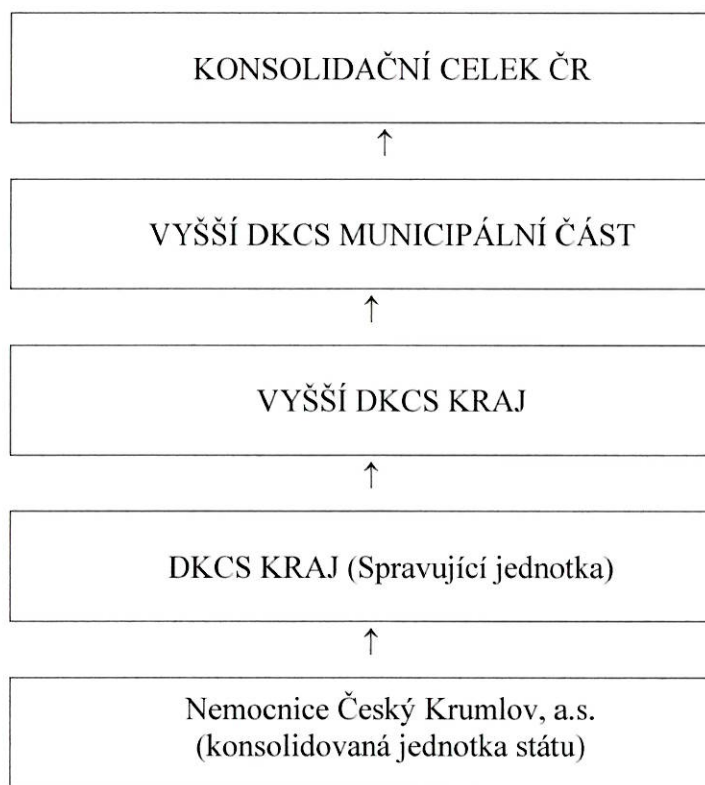 KONSOLIDAČNÍ CELEK ČR
↑
VYŠŠÍ DKCS MUNICIPÁLNÍ ČÁST
↑
VYŠŠÍ DKCS KRAJ
↑
DKCS KRAJ (Spravující jednotka)
↑
Nemocnice Český Krumlov, a.s.
(konsolidovaná jednotka státu)